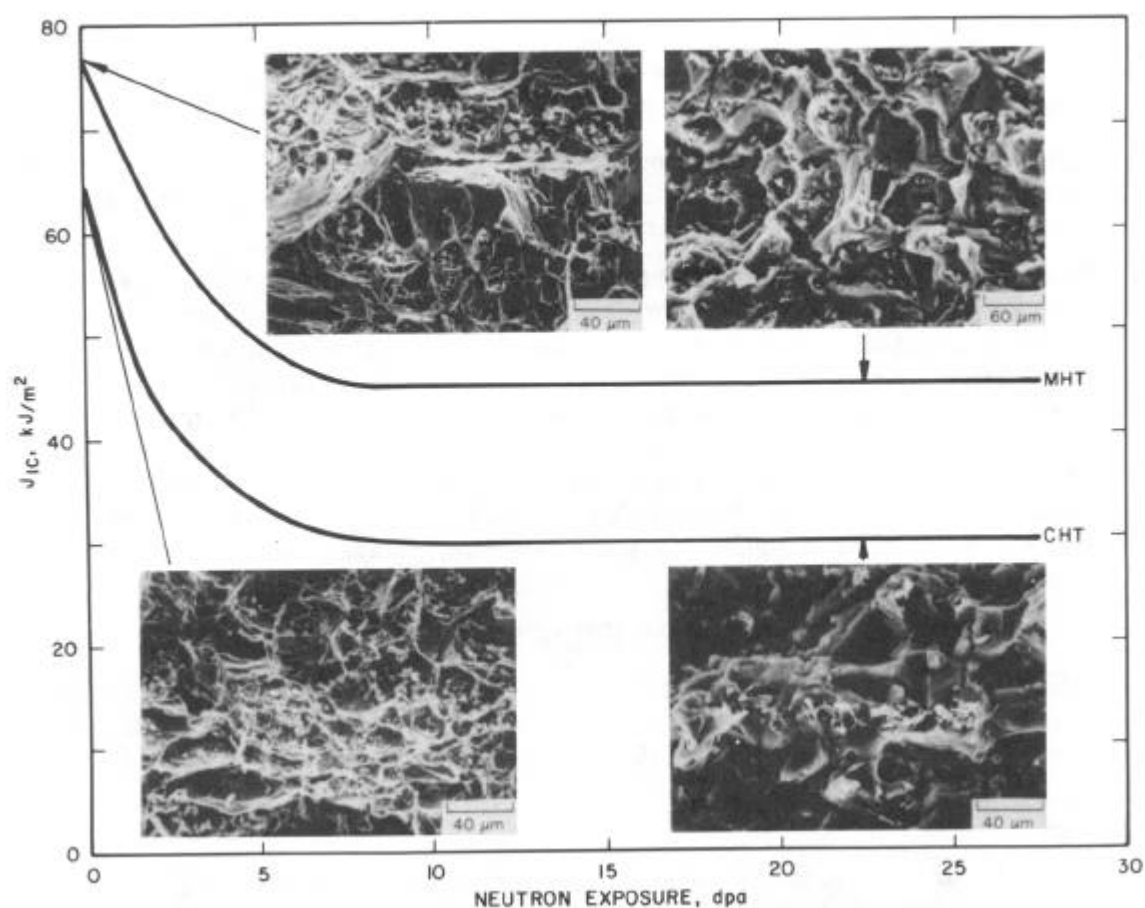 80
60
40
20
0
J_IC, kJ/m²
40 μm
60 μm
MHT
CHT
40 μm
40 μm
0 5 10 15 20 25 30
NEUTRON EXPOSURE, dpa